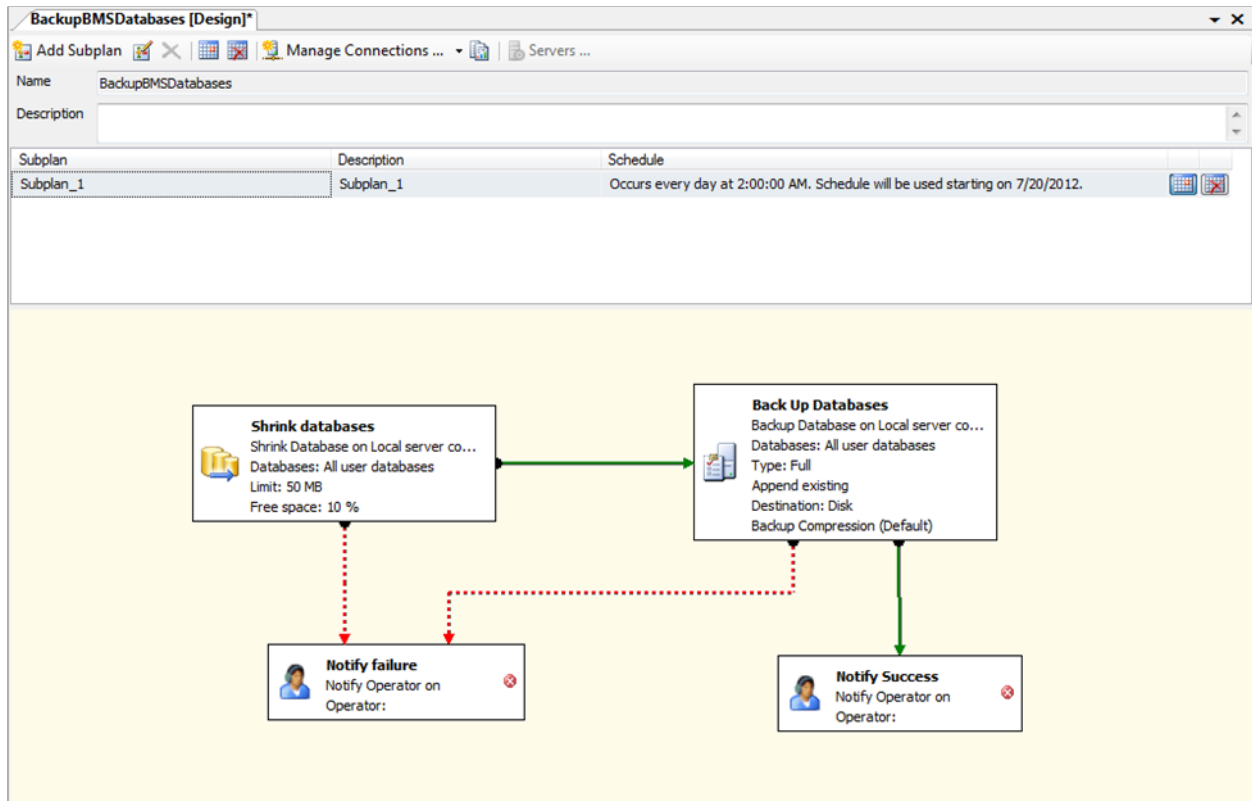 BackupBMSDatabases [Design]*
Add Subplan Manage Connections ... Servers ...
Name BackupBMSDatabases
Description
Subplan Description Schedule
Subplan_1 Subplan_1 Occurs every day at 2:00:00 AM. Schedule will be used starting on 7/20/2012.
Shrink databases
Shrink Database on Local server co...
Databases: All user databases
Limit: 50 MB
Free space: 10 %
Back Up Databases
Backup Database on Local server co...
Databases: All user databases
Type: Full
Append existing
Destination: Disk
Backup Compression (Default)
Notify failure
Notify Operator on
Operator:
Notify Success
Notify Operator on
Operator: